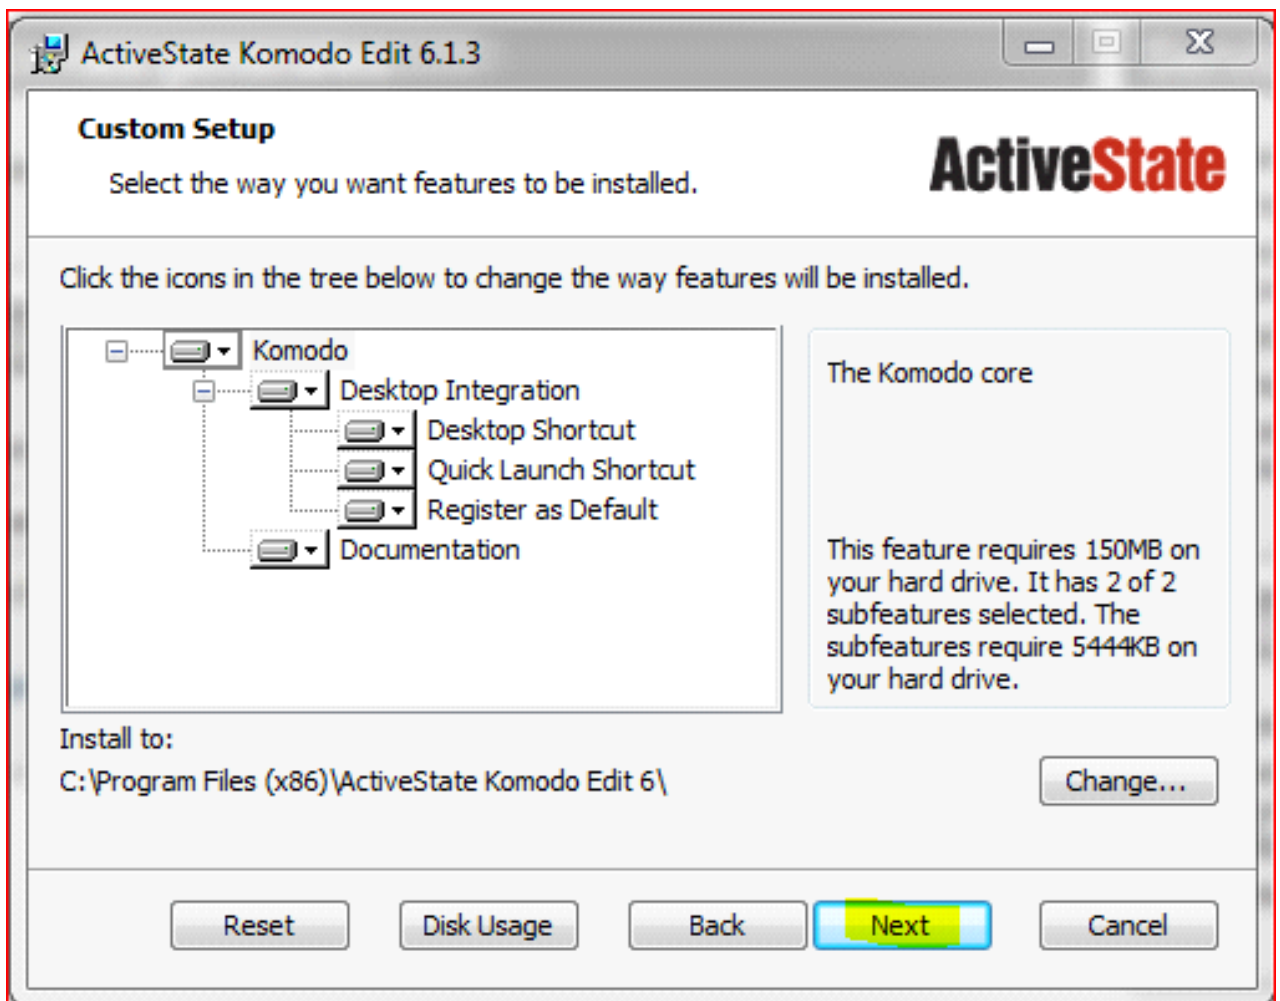 ActiveState Komodo Edit 6.1.3
Custom Setup
Select the way you want features to be installed.
ActiveState
Click the icons in the tree below to change the way features will be installed.
Komodo
Desktop Integration
Desktop Shortcut
Quick Launch Shortcut
Register as Default
Documentation
The Komodo core
This feature requires 150MB on
your hard drive. It has 2 of 2
subfeatures selected. The
subfeatures require 5444KB on
your hard drive.
Install to:
C:\Program Files (x86)\ActiveState Komodo Edit 6\
Change...
Reset
Disk Usage
Back
Next
Cancel